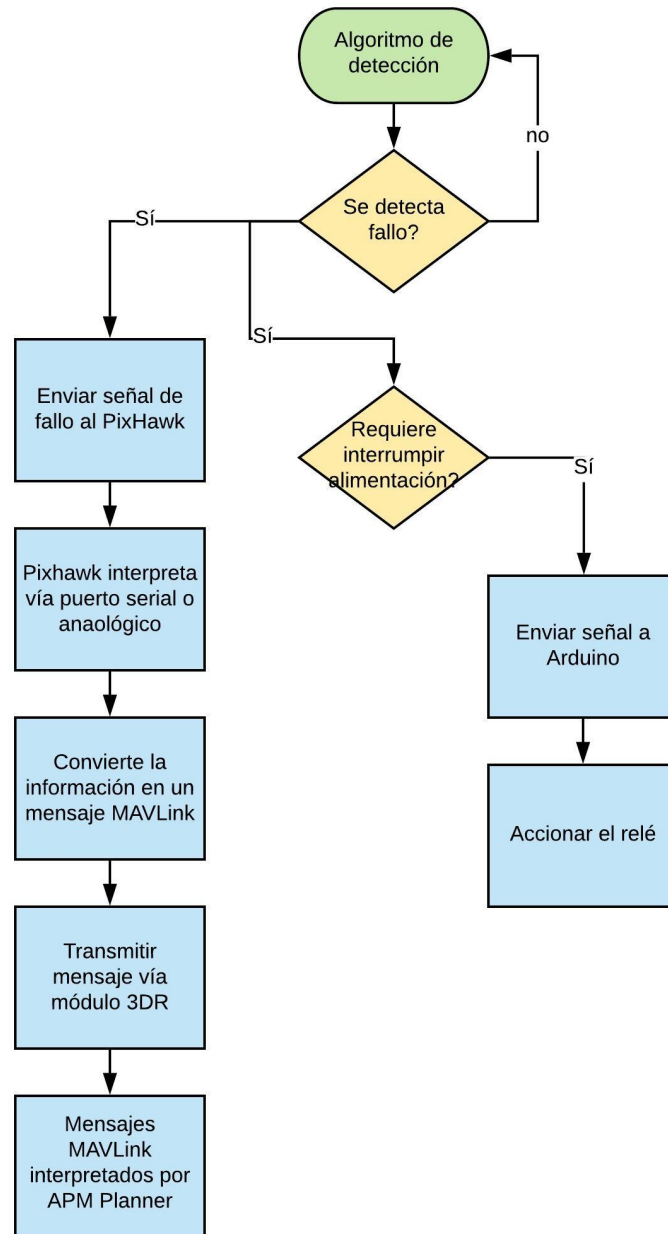 Algoritmo de
detección
no
Se detecta
fallo?
Sí
Sí
Enviar señal de
fallo al PixHawk
Requiere
interrumpir
alimentación?
Sí
Pixhawk interpreta
vía puerto serial o
anaológico
Enviar señal a
Arduino
Convierte la
información en un
mensaje MAVLink
Accionar el relé
Transmitir
mensaje vía
módulo 3DR
Mensajes
MAVLink
interpretados por
APM Planner